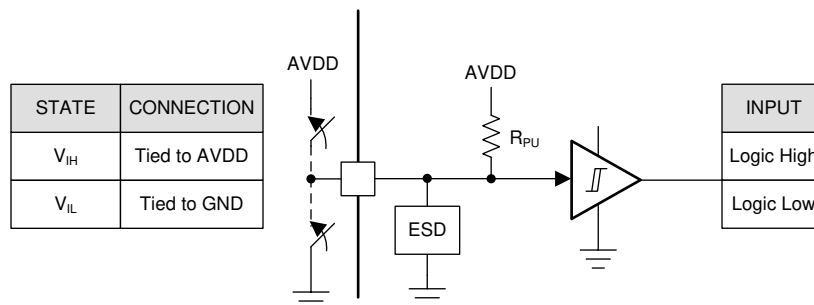 STATE CONNECTION
V_IH Tied to AVDD
V_IL Tied to GND
AVDD
AVDD
R_PU
ESD
INPUT
Logic High
Logic Low